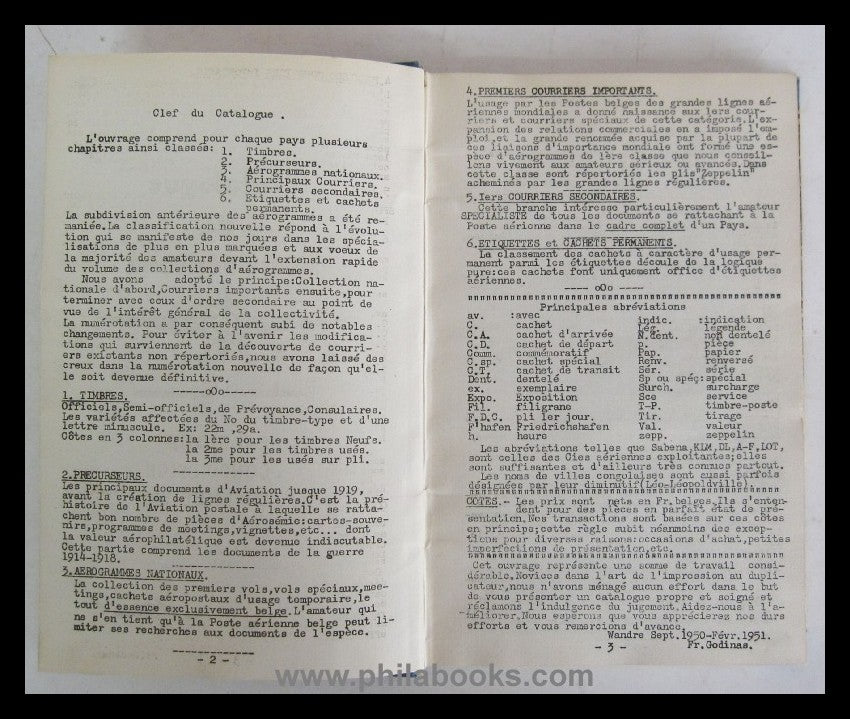 Clef du Catalogue .
L'ouvrage comprend pour chaque pays plusieurs
chapitres ainsi classés: 1. Timbres.
2. Précurseurs.
3. Aérogrammes nationaux.
4. Principaux Courriers.
5. Courriers secondaires.
6. Etiquettes et cachets
permanents.
La subdivision antérieure des aérogrammes a été re-
maniée.La classification nouvelle répond à l'évolu-
tion qui se manifeste de nos jours dans les spécia-
lisations de plus en plus marquées et aux voeux de
la majorité des amateurs devant l'extension rapide
du volume des collections d'aérogrammes.
Nous avons adopté le principe:Collection na-
tionale d'abord,Courriers importants ensuite,pour
terminer avec ceux d'ordre secondaire au point de
vue de l'intérêt général de la collectivité.
La numérotation a par conséquent subi de notables
changements. Pour éviter à l'avenir les modifica-
tions qui surviennent de la découverte de courri-
ers existants non répertoriés,nous avons laissé des
creux dans la numérotation nouvelle de façon qu'el-
le soit devenue définitive.
------oOo------
1. TIMBRES.
Officiels,Semi-officiels,de Prévoyance,Consulaires.
Les variétés affectées du No du timbre-type et d'une
lettre minuscule. Ex: 22m ,29a.
Côtes en 3 colonnes:la 1ère pour les timbres Neufs.
la 2me pour les timbres usés.
la 3me pour les usés sur pli.
---------------
2.PRECURSEURS.
Les principaux documents d'Aviation jusque 1919,
avant la création de lignes régulières.C'est la pré-
histoire de l'Aviation postale à laquelle se ratta-
chent bon nombre de pièces d'Aérosémie:cartes-souve-
nirs,programmes de meetings,vignettes,etc... dont
la valeur aérophilatélique est devenue indiscutable.
Cette partie comprend les documents de la guerre
1914-1918.
---------------
3.AEROGRAMMES NATIONAUX.
La collection des premiers vols,vols spéciaux,mee-
tings,cachets aéropostaux d'usage temporaire,le
tout d'essence exclusivement belge.L'amateur qui
ne s'en tient qu'à la Poste aérienne belge peut li-
miter ses recherches aux documents de l'espèce.
---------------
- 2 -
4.PREMIERS COURRIERS IMPORTANTS.
L'usage par les Postes belges des grandes lignes aé-
riennes mondiales a donné naissance aux 1ers cour-
riers et courriers spéciaux de cette catégorie.L'ex-
pansion des relations commerciales en a imposé l'em-
ploi,et la grande renommée acquise par la plupart de
ces liaisons d'importance mondiale ont formé une es-
pèce d'aérogrammes de 1ère classe que nous conseil-
lons vivement aux amateurs sérieux ou avancés.Dans
cette classe sont répertoriés les plis"Zeppelin"
acheminés par les grandes lignes régulières.
5.1ers COURRIERS SECONDAIRES.
Cette branche intéresse particulièrement l'amateur
SPECIALISTE de tous les documents se rattachant à la
Poste aérienne dans le cadre complet d'un Pays.
6.ETIQUETTES et CACHETS PERMANENTS.
La classement des cachets à caractère d'usage per-
manent parmi les étiquettes découle de la logique
pure:ces cachets font uniquement office d'étiquettes
aériennes.
---- oOo ----
Principales abréviations
av. :avec indic. :indication
C. cachet Lég. légende
C.A. cachet d'arrivée N.dent. non dentelé
C.D. cachet de départ p. pièce
Comm. commémoratif Pap. papier
C.sp. cachet spécial Renv. renversé
C.T. cachet de transit Sér. série
Dent. dentelé Sp ou spéc:spécial
ex. exemplaire Surch. surcharge
Expo. Exposition Sce service
Fil. filigrane T-P. timbre-poste
F.D.C. pli 1er jour. Tir. tirage
F'hafen Friedrichshafen Val. valeur
h. heure zepp. zeppelin
Les abréviations telles que Sabena,KLM,DL,A-F,LOT,
sont celles des Cies aériennes exploitantes;elles
sont suffisantes et d'ailleurs très connues partout.
Les noms de villes congolaises sont aussi parfois
désignées par leur diminutif(Léo-Léopoldville).
COTES.- Les prix sont nets en Fr.belges.Ils s'enten-
dent pour des pièces en parfait état de pré-
sentation.Nos transactions sont basées sur ces côtes
en principe;cette règle subit néanmoins des excep-
tions pour diverses raisons:occasions d'achat,petites
imperfections de présentation,etc.
Cet ouvrage représente une somme de travail consi-
dérable.Novices dans l'art de l'impression au dupli-
cateur,nous n'avons ménagé aucun effort dans le but
de vous présenter un catalogue propre et soigné et
réclamons l'indulgence du jugement.Aidez-nous à l'a-
méliorer.Nous espérons que vous apprécierez nos durs
efforts et vous remercions d'avance.
Wandre Sept.1950-Févr.1951.
- 3 - Fr.Godinas.
www.philabooks.com